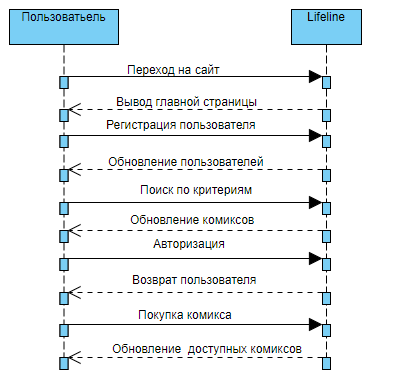 Пользоватьель
Lifeline
Переход на сайт
Вывод главной страницы
Регистрация пользователя
Обновление пользователей
Поиск по критериям
Обновление комиксов
Авторизация
Возврат пользователя
Покупка комикса
Обновление доступных комиксов